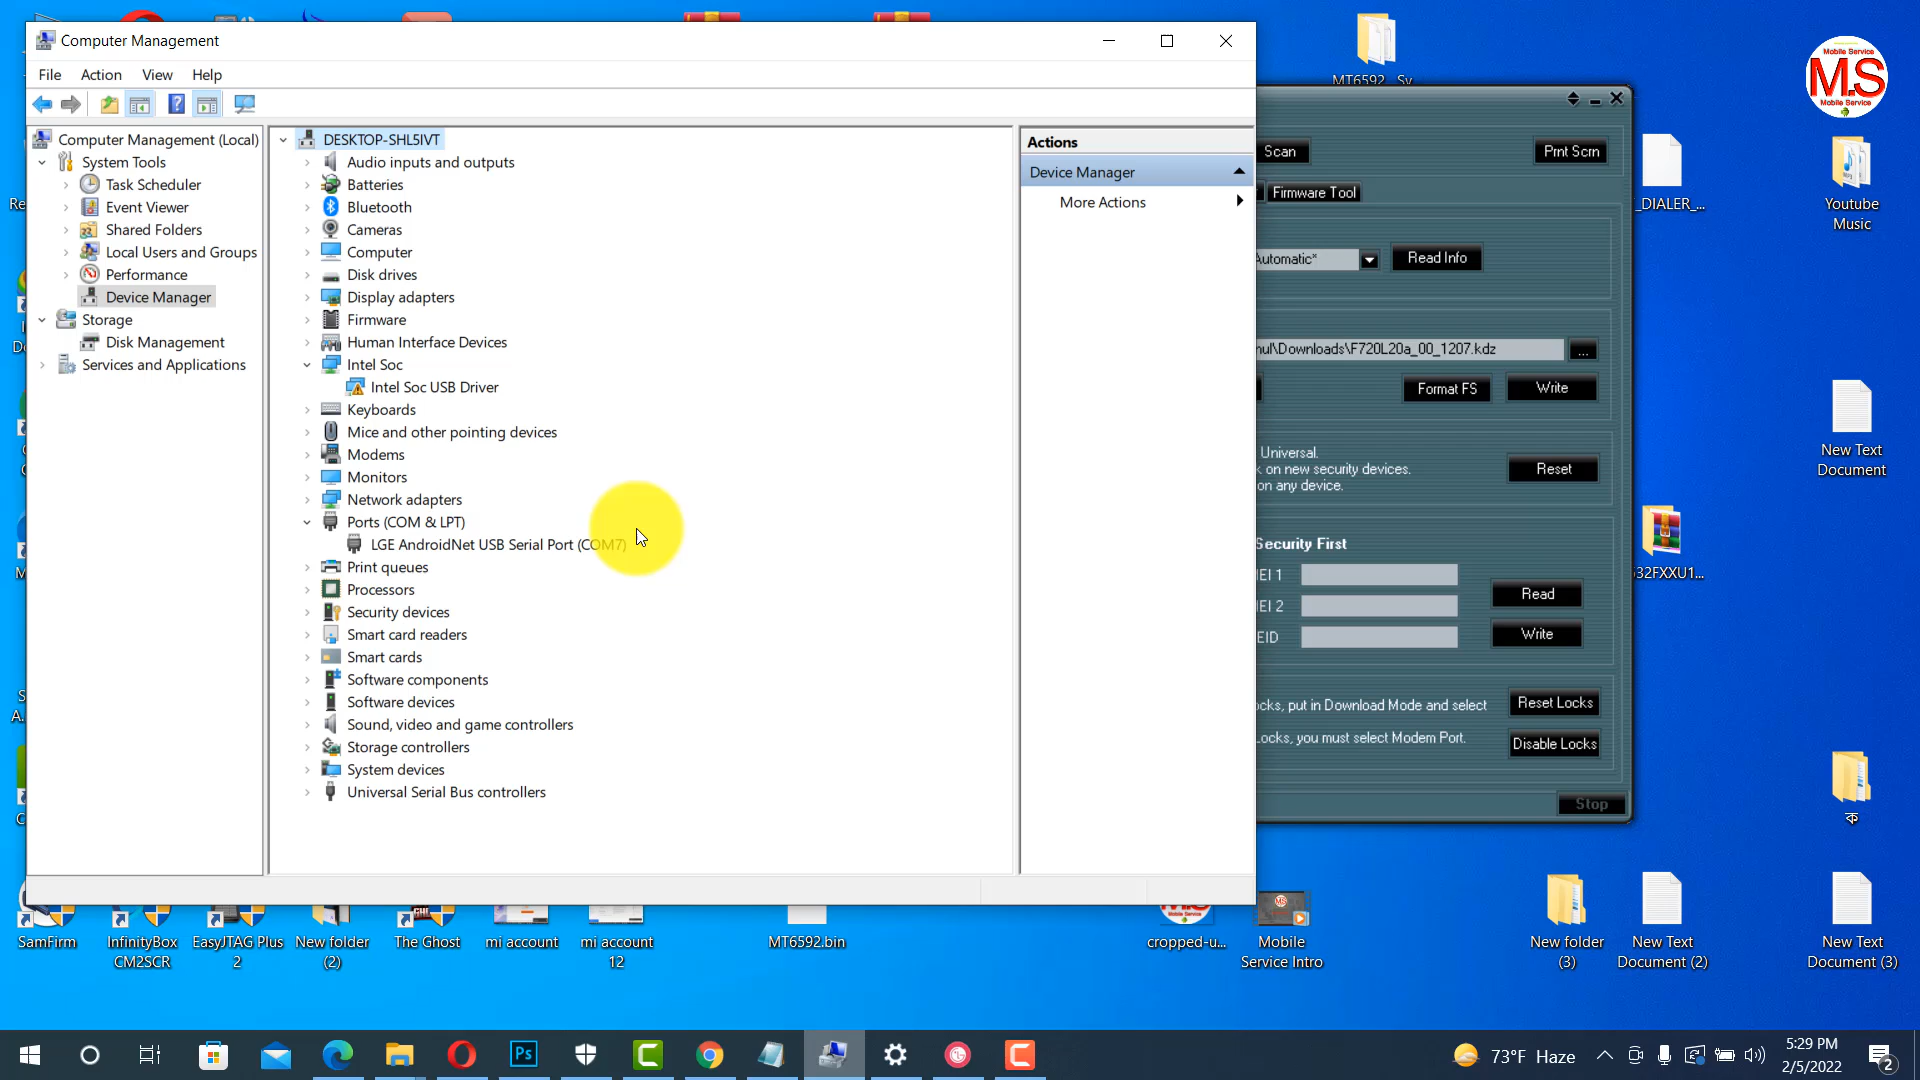 Computer Management
File Action View Help
Computer Management (Local)
System Tools
Task Scheduler
Event Viewer
Shared Folders
Local Users and Groups
Performance
Device Manager
Storage
Disk Management
Services and Applications
DESKTOP-SHL5IVT
Audio inputs and outputs
Batteries
Bluetooth
Cameras
Computer
Disk drives
Display adapters
Firmware
Human Interface Devices
Intel Soc
Intel Soc USB Driver
Keyboards
Mice and other pointing devices
Modems
Monitors
Network adapters
Ports (COM & LPT)
LGE AndroidNet USB Serial Port (COM7)
Print queues
Processors
Security devices
Smart card readers
Smart cards
Software components
Software devices
Sound, video and game controllers
Storage controllers
System devices
Universal Serial Bus controllers
Actions
Device Manager
More Actions
Scan
Prnt Scrn
Firmware Tool
Automatic*
Read Info
nul\Downloads\F720L20a_00_1207.kdz
...
Format FS
Write
Universal.
k on new security devices.
on any device.
Reset
Security First
EI 1
EI 2
EID
Read
Write
ocks, put in Download Mode and select
Reset Locks
Locks, you must select Modem Port.
Disable Locks
Stop
MT6592__Sv
Mobile Service
M.S
Mobile Service
_DIALER_...
Youtube
Music
New Text
Document
32FXXU1...
ক
SamFirm
InfinityBox
CM2SCR
EasyJTAG Plus
2
New folder
(2)
The Ghost
mi account
mi account
12
MT6592.bin
cropped-u...
Mobile
Service Intro
New folder
(3)
New Text
Document (2)
New Text
Document (3)
Ps
73°F Haze
5:29 PM
2/5/2022
2